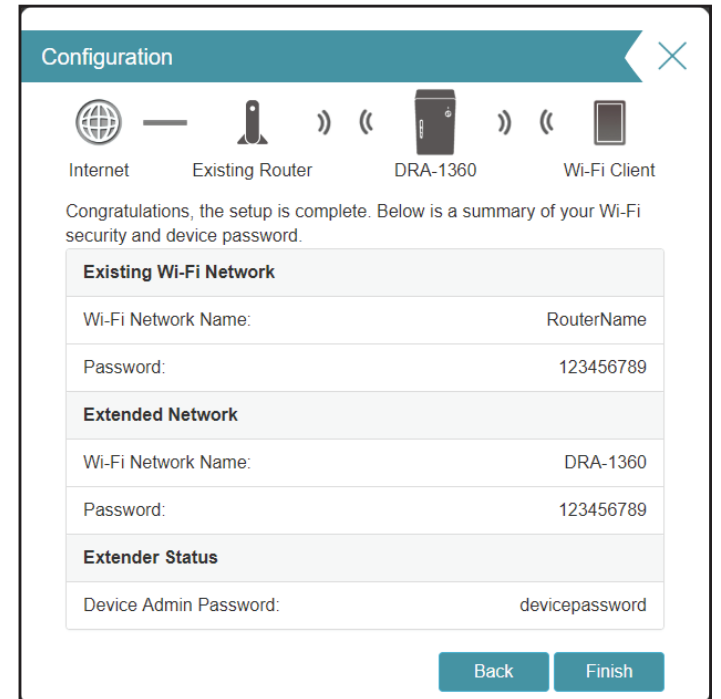 Configuration
Internet Existing Router DRA-1360 Wi-Fi Client
Congratulations, the setup is complete. Below is a summary of your Wi-Fi
security and device password.
Existing Wi-Fi Network
Wi-Fi Network Name: RouterName
Password: 123456789
Extended Network
Wi-Fi Network Name: DRA-1360
Password: 123456789
Extender Status
Device Admin Password: devicepassword
Back Finish